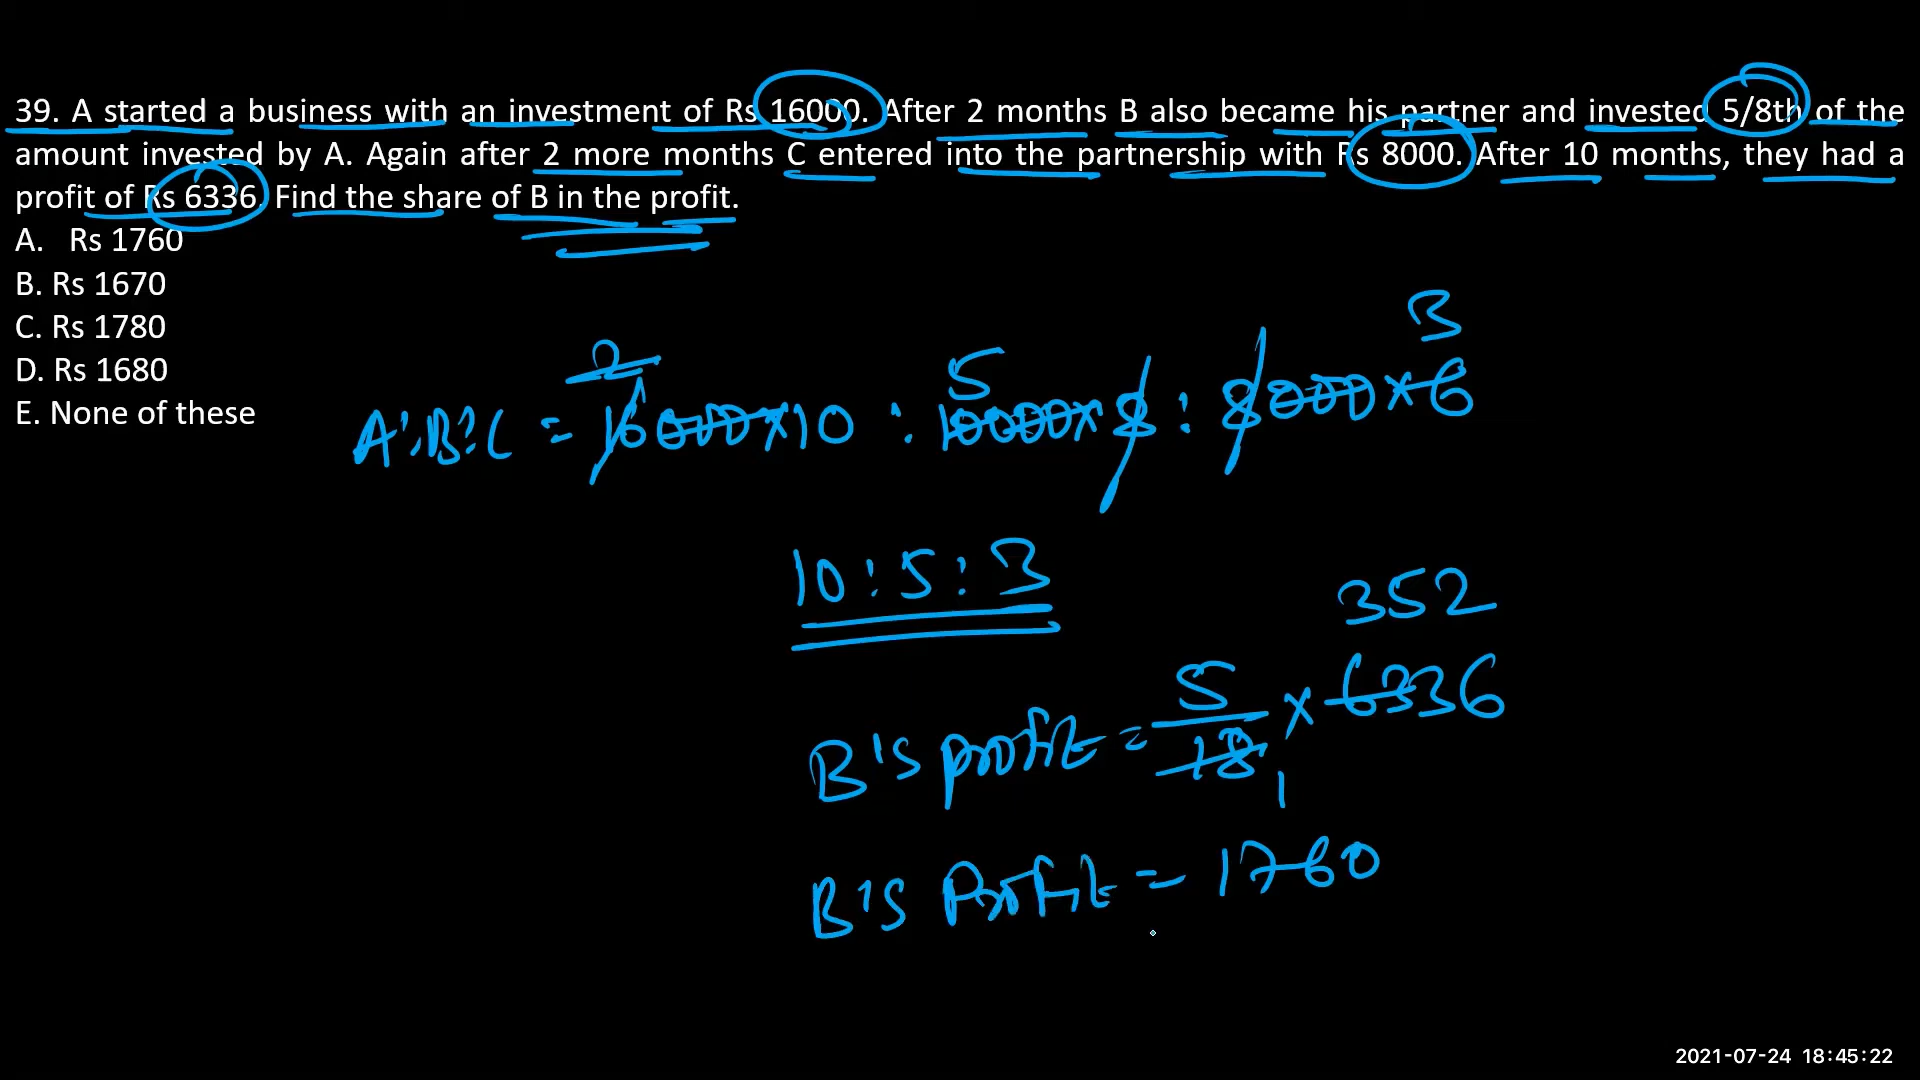 39. A started a business with an investment of Rs 16000. After 2 months B also became his partner and invested 5/8th of the
amount invested by A. Again after 2 more months C entered into the partnership with Rs 8000. After 10 months, they had a
profit of Rs 6336. Find the share of B in the profit.
A. Rs 1760
B. Rs 1670
C. Rs 1780
D. Rs 1680
E. None of these
2 5 3
A:B:C = 16000×10 : 10000×8 : 8000×6
10:5:3
352
B's profit = 5/18 × 6336
1
B's Profit = 1760
2021-07-24 18:45:22